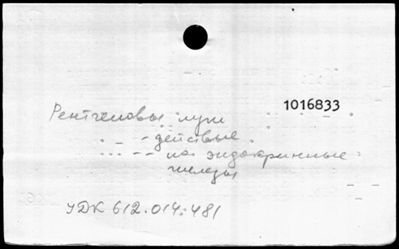 1016833
Рентгеновы лучи
- действие
- на эндокринные
железы
УДК 612.014.481